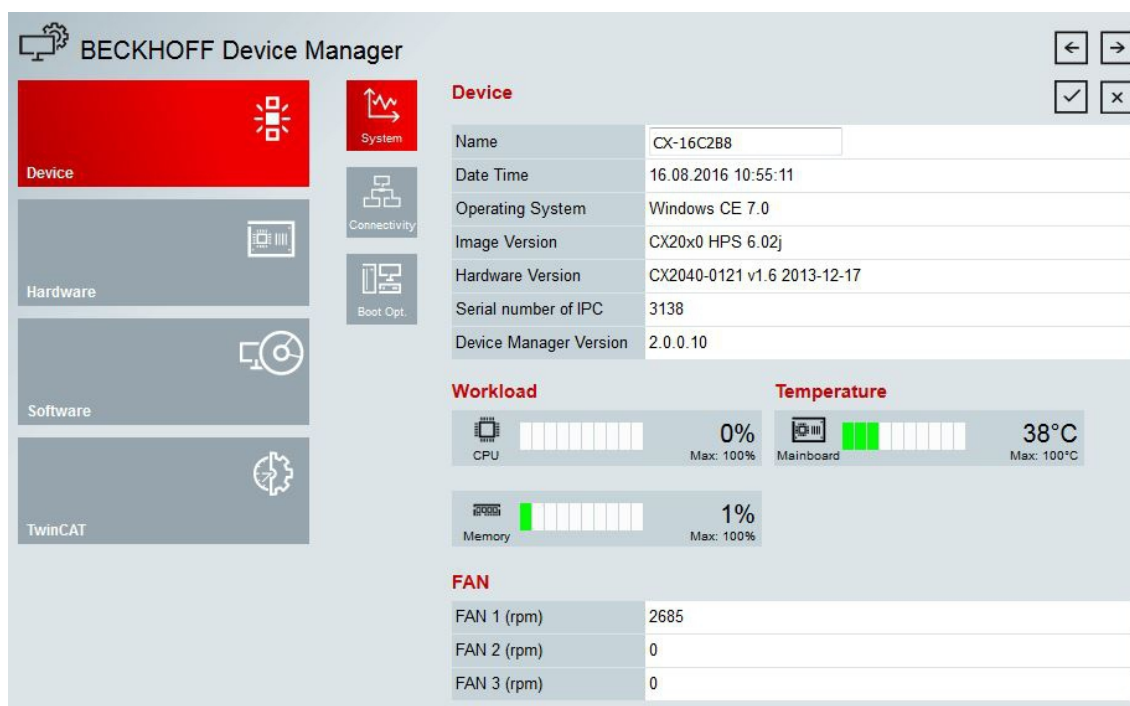 BECKHOFF Device Manager
Device
Hardware
Software
TwinCAT
System
Connectivity
Boot Opt.
Device
Name CX-16C2B8
Date Time 16.08.2016 10:55:11
Operating System Windows CE 7.0
Image Version CX20x0 HPS 6.02j
Hardware Version CX2040-0121 v1.6 2013-12-17
Serial number of IPC 3138
Device Manager Version 2.0.0.10
Workload
CPU
0%
Max: 100%
Memory
1%
Max: 100%
Temperature
Mainboard
38°C
Max: 100°C
FAN
FAN 1 (rpm) 2685
FAN 2 (rpm) 0
FAN 3 (rpm) 0